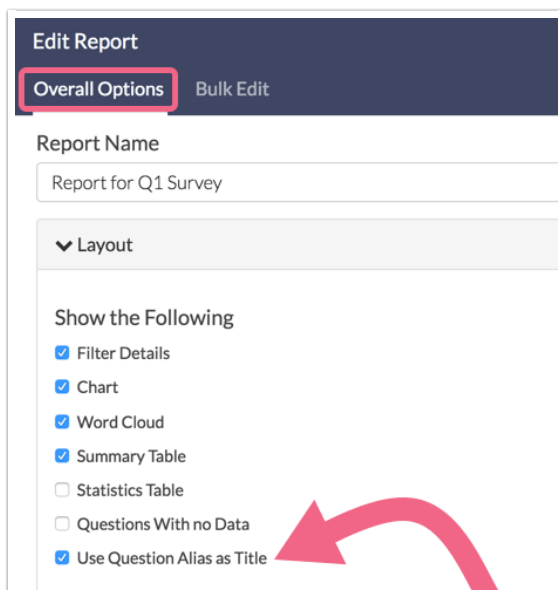 Edit Report
Overall Options Bulk Edit
Report Name
Report for Q1 Survey
Layout
Show the Following
Filter Details
Chart
Word Cloud
Summary Table
Statistics Table
Questions With no Data
Use Question Alias as Title